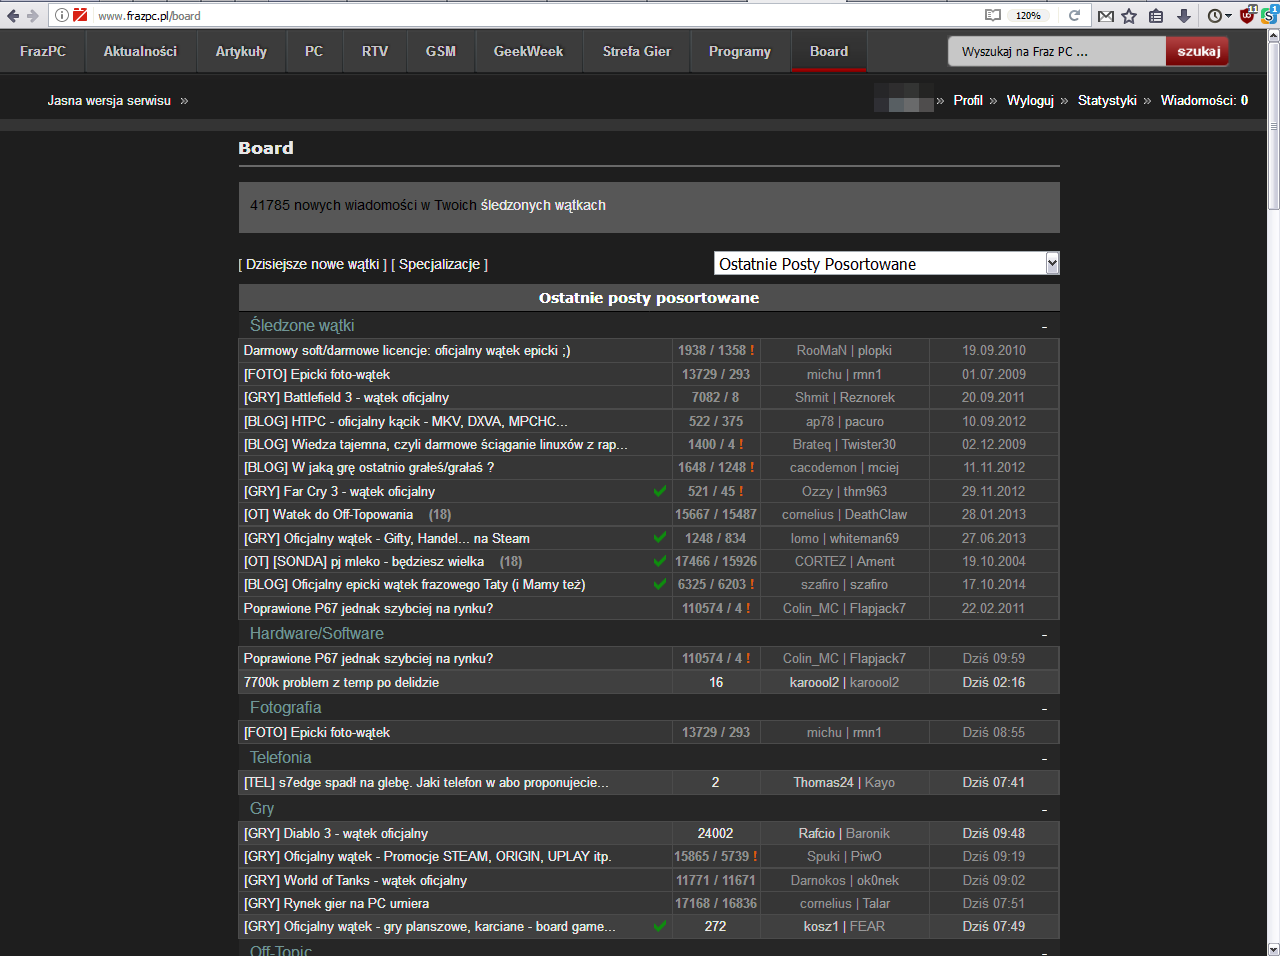 www.frazpc.pl/board 120% 11 1
FrazPC Aktualności Artykuły PC RTV GSM GeekWeek Strefa Gier Programy Board Wyszukaj na Fraz PC ... szukaj
Jasna wersja serwisu » » Profil » Wyloguj » Statystyki » Wiadomości: 0
Board
41785 nowych wiadomości w Twoich śledzonych wątkach
[ Dzisiejsze nowe wątki ] [ Specjalizacje ] Ostatnie Posty Posortowane
Ostatnie posty posortowane
Śledzone wątki -
Darmowy soft/darmowe licencje: oficjalny wątek epicki ;) 1938 / 1358 ! RooMaN | plopki 19.09.2010
[FOTO] Epicki foto-wątek 13729 / 293 michu | rmn1 01.07.2009
[GRY] Battlefield 3 - wątek oficjalny 7082 / 8 Shmit | Reznorek 20.09.2011
[BLOG] HTPC - oficjalny kącik - MKV, DXVA, MPCHC... 522 / 375 ap78 | pacuro 10.09.2012
[BLOG] Wiedza tajemna, czyli darmowe ściąganie linuxów z rap... 1400 / 4 ! Brateq | Twister30 02.12.2009
[BLOG] W jaką grę ostatnio grałeś/grałaś ? 1648 / 1248 ! cacodemon | mciej 11.11.2012
[GRY] Far Cry 3 - wątek oficjalny 521 / 45 ! Ozzy | thm963 29.11.2012
[OT] Watek do Off-Topowania (18) 15667 / 15487 cornelius | DeathClaw 28.01.2013
[GRY] Oficjalny wątek - Gifty, Handel... na Steam 1248 / 834 lomo | whiteman69 27.06.2013
[OT] [SONDA] pj mleko - będziesz wielka (18) 17466 / 15926 CORTEZ | Ament 19.10.2004
[BLOG] Oficjalny epicki wątek frazowego Taty (i Mamy też) 6325 / 6203 ! szafiro | szafiro 17.10.2014
Poprawione P67 jednak szybciej na rynku? 110574 / 4 ! Colin_MC | Flapjack7 22.02.2011
Hardware/Software -
Poprawione P67 jednak szybciej na rynku? 110574 / 4 ! Colin_MC | Flapjack7 Dziś 09:59
7700k problem z temp po delidzie 16 karoool2 | karoool2 Dziś 02:16
Fotografia -
[FOTO] Epicki foto-wątek 13729 / 293 michu | rmn1 Dziś 08:55
Telefonia -
[TEL] s7edge spadł na glebę. Jaki telefon w abo proponujecie... 2 Thomas24 | Kayo Dziś 07:41
Gry -
[GRY] Diablo 3 - wątek oficjalny 24002 Rafcio | Baronik Dziś 09:48
[GRY] Oficjalny wątek - Promocje STEAM, ORIGIN, UPLAY itp. 15865 / 5739 ! Spuki | PiwO Dziś 09:19
[GRY] World of Tanks - wątek oficjalny 11771 / 11671 Damokos | ok0nek Dziś 09:02
[GRY] Rynek gier na PC umiera 17168 / 16836 cornelius | Talar Dziś 07:51
[GRY] Oficjalny wątek - gry planszowe, karciane - board game... 272 kosz1 | FEAR Dziś 07:49
Off-Topic -